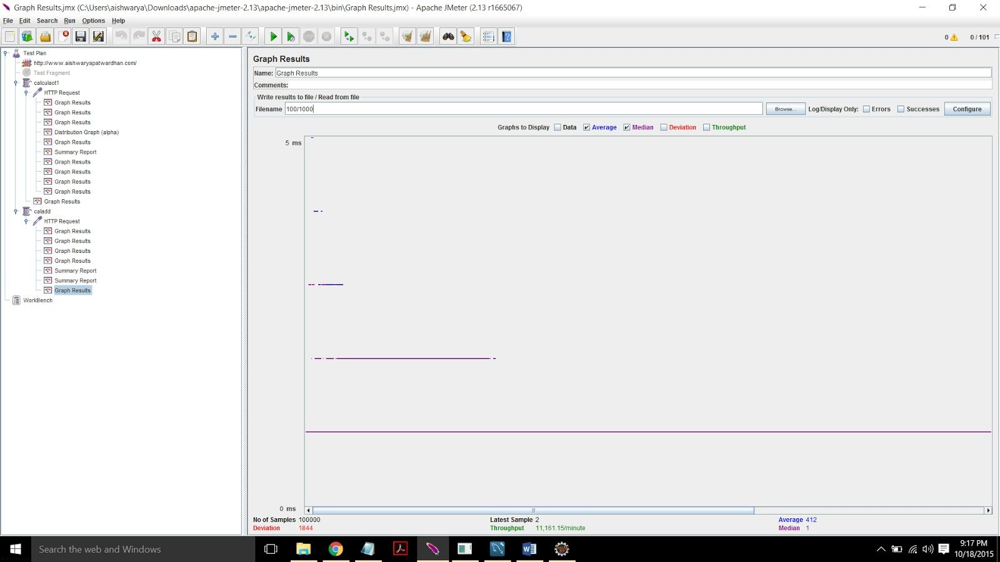 Graph Results.jmx (C:\Users\aishwarya\Downloads\apache-jmeter-2.13\apache-jmeter-2.13\bin\Graph Results.jmx) - Apache JMeter (2.13 r1665067)
File Edit Search Run Options Help
0 0 / 101
Test Plan
http://www.aishwaryapatwardhan.com/
Test Fragment
calculaot1
HTTP Request
Graph Results
Graph Results
Graph Results
Distribution Graph (alpha)
Graph Results
Summary Report
Graph Results
Graph Results
Graph Results
Graph Results
Graph Results
caladd
HTTP Request
Graph Results
Graph Results
Graph Results
Graph Results
Summary Report
Summary Report
Graph Results
WorkBench
Graph Results
Name: Graph Results
Comments:
Write results to file / Read from file
Filename 100/1000 Browse... Log/Display Only: Errors Successes Configure
Graphs to Display Data Average Median Deviation Throughput
5 ms
0 ms
No of Samples 100000 Latest Sample 2 Average 412
Deviation 1844 Throughput 11,161.15/minute Median 1
Search the web and Windows
9:17 PM
10/18/2015